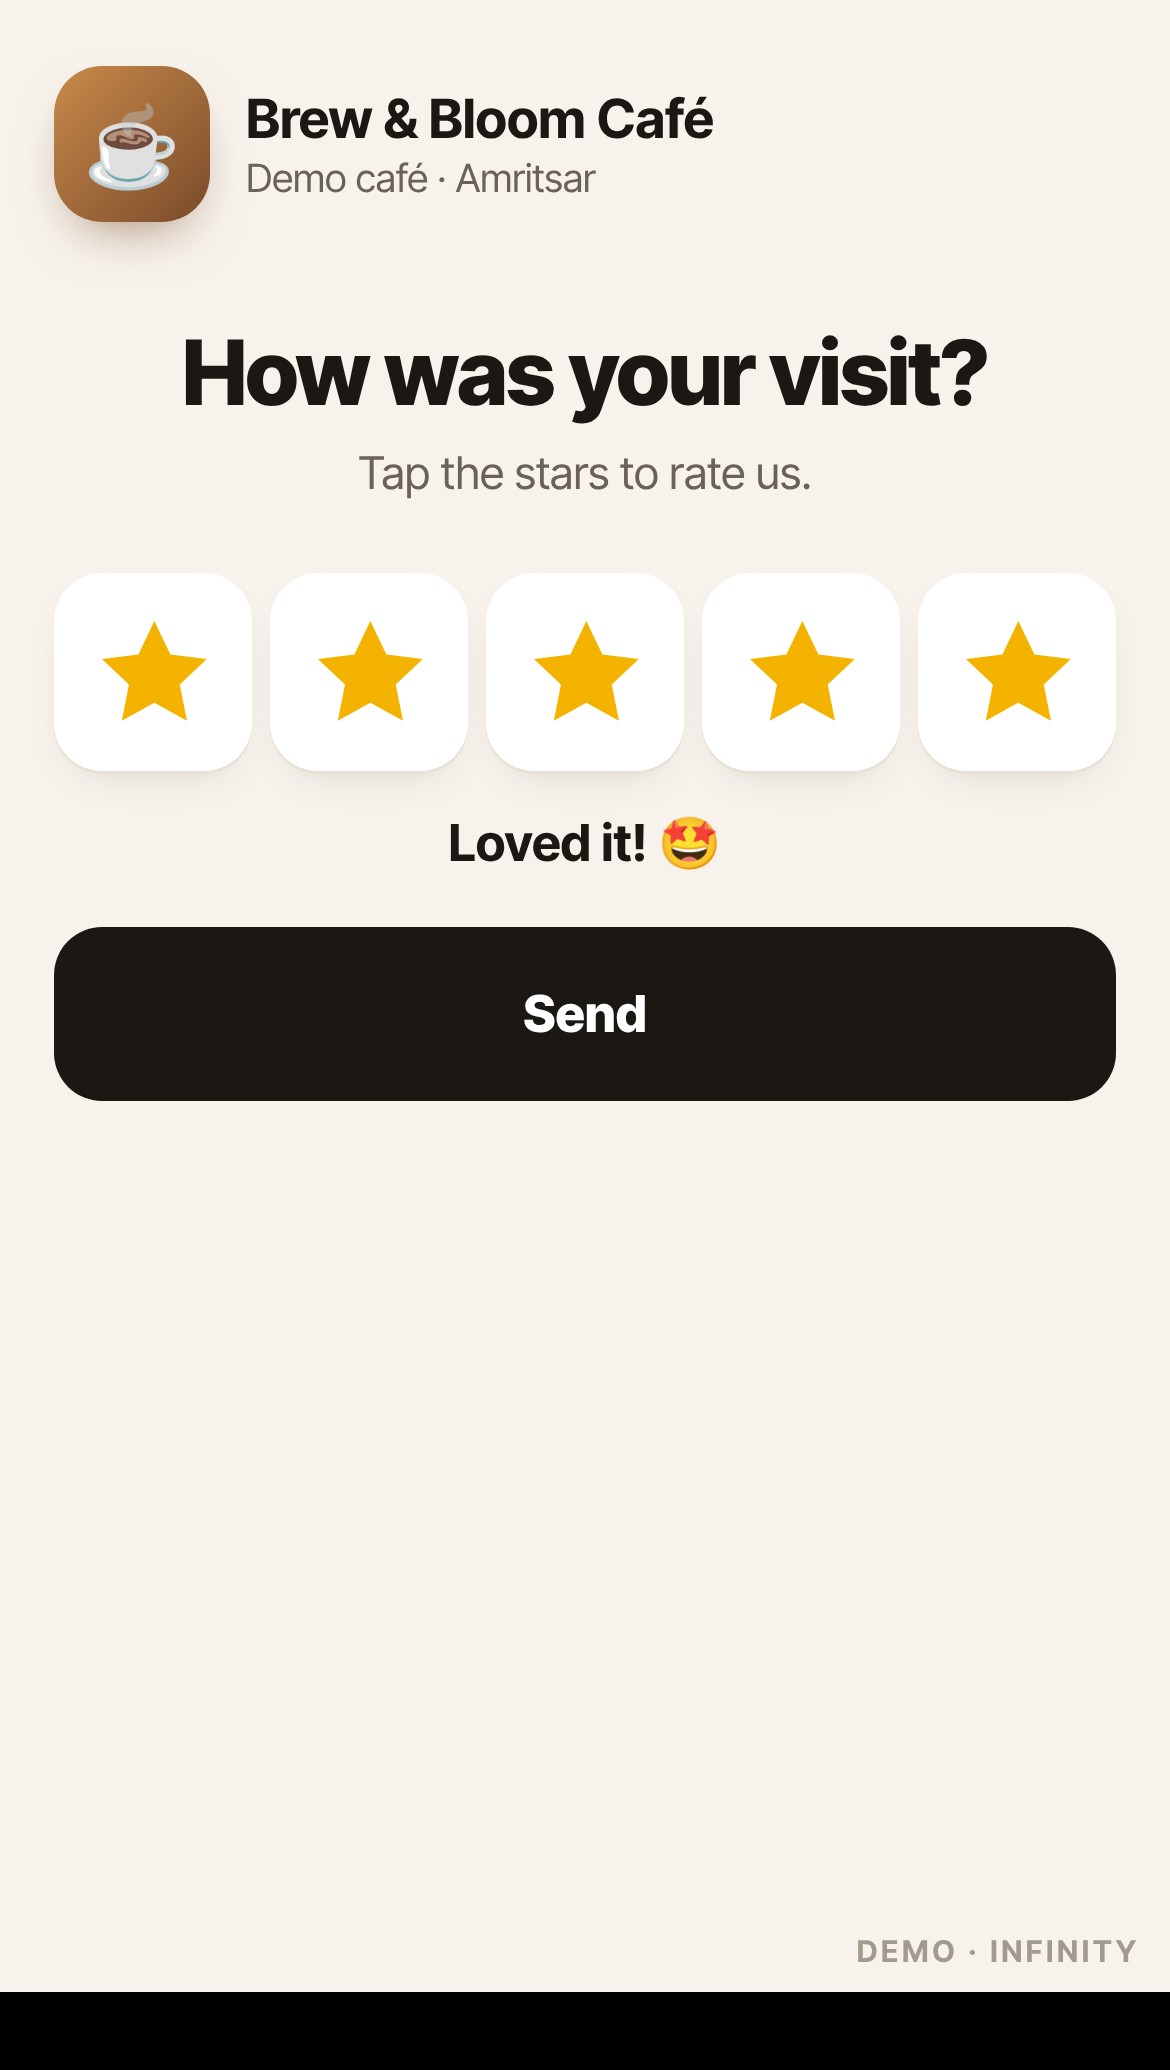 Brew & Bloom Café
Demo café · Amritsar
How was your visit?
Tap the stars to rate us.
Loved it! 🤩
Send
DEMO · INFINITY